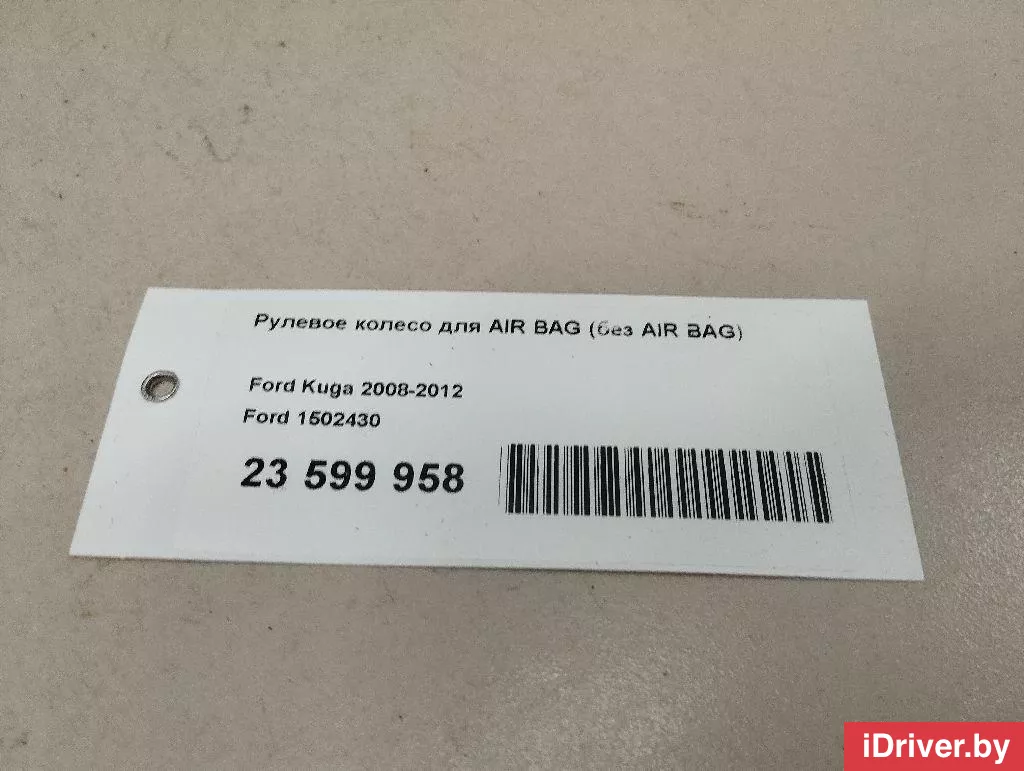 Рулевое колесо для AIR BAG (без AIR BAG)
Ford Kuga 2008-2012
Ford 1502430
23 599 958
iDriver.by